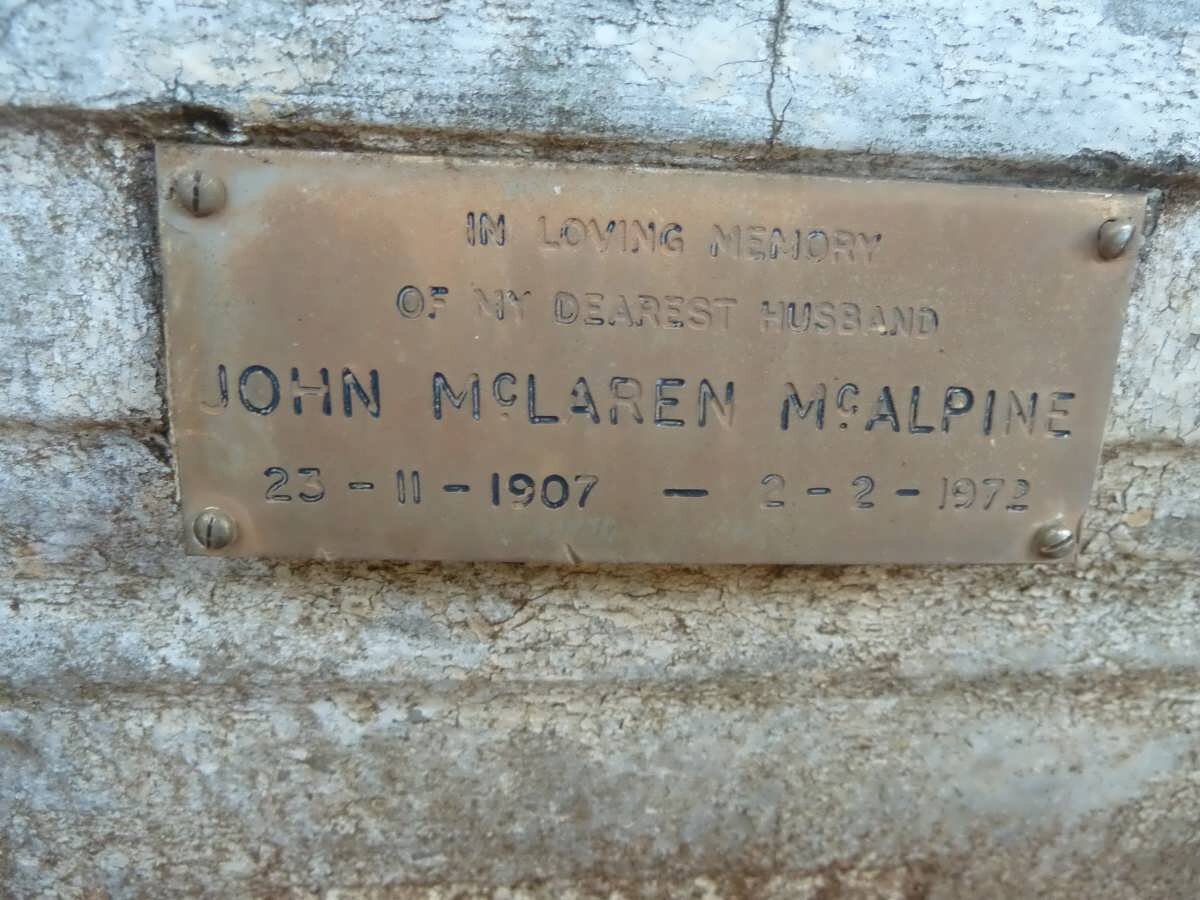 IN LOVING MEMORY
OF MY DEAREST HUSBAND
JOHN McLAREN McALPINE
23 - 11 - 1907 — 2 - 2 - 1972